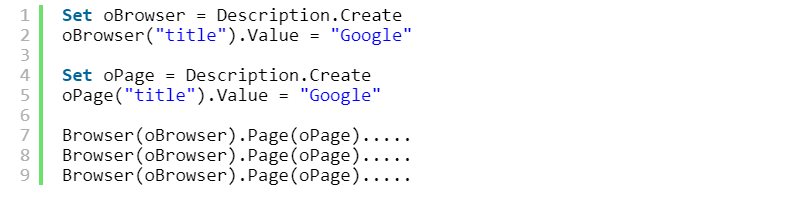 1 Set oBrowser = Description.Create
2 oBrowser("title").Value = "Google"
3
4 Set oPage = Description.Create
5 oPage("title").Value = "Google"
6
7 Browser(oBrowser).Page(oPage).....
8 Browser(oBrowser).Page(oPage).....
9 Browser(oBrowser).Page(oPage).....